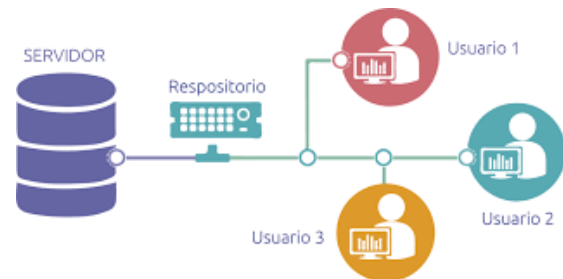 SERVIDOR
Respositorio
Usuario 1
Usuario 2
Usuario 3